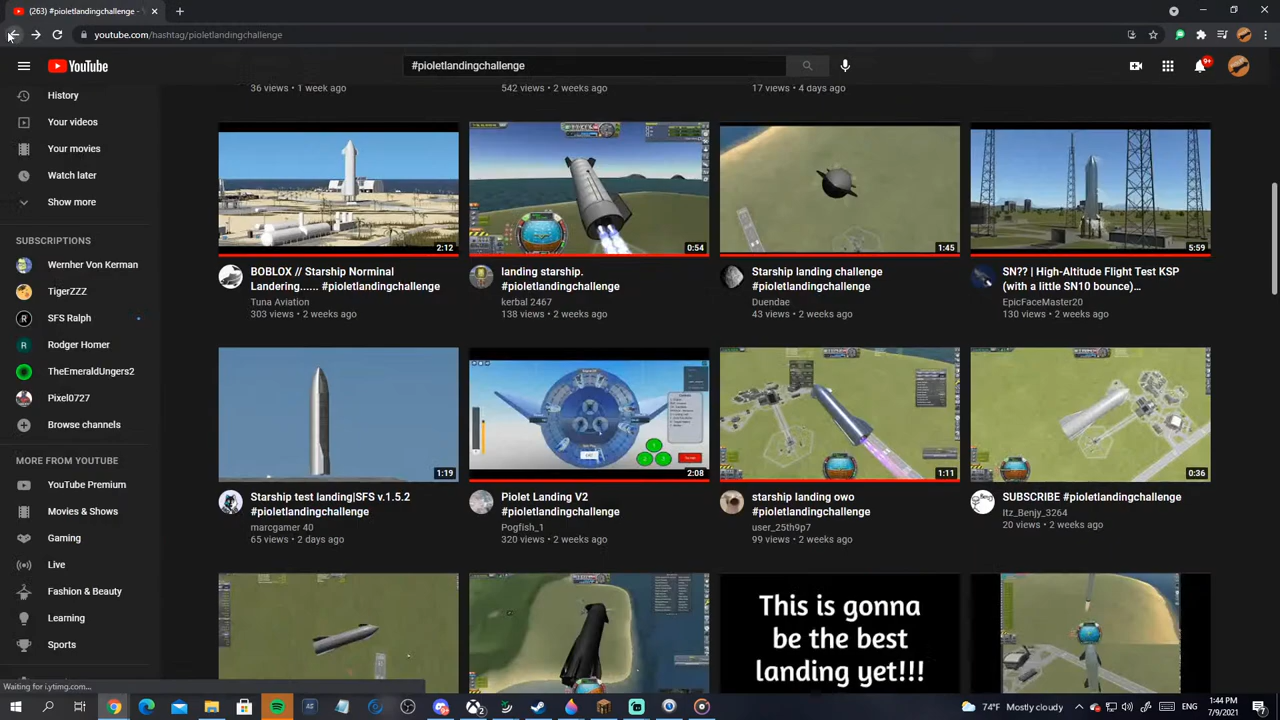 (263) #pioletlandingchallenge -
youtube.com/hashtag/pioletlandingchallenge
YouTube
#pioletlandingchallenge
9+
36 views • 1 week ago
542 views • 2 weeks ago
17 views • 4 days ago
History
Your videos
Your movies
Watch later
Show more
SUBSCRIPTIONS
Wernher Von Kerman
TigerZZZ
SFS Ralph
Rodger Homer
TheEmeraldUngers2
Pixel0727
Browse channels
MORE FROM YOUTUBE
YouTube Premium
Movies & Shows
Gaming
Live
Fashion & Beauty
Learning
Sports
2:12
BOBLOX // Starship Norminal
Landering...... #pioletlandingchallenge
Tuna Aviation
303 views • 2 weeks ago
0:54
landing starship.
#pioletlandingchallenge
kerbal 2467
138 views • 2 weeks ago
1:45
Starship landing challenge
#pioletlandingchallenge
Duendae
43 views • 2 weeks ago
5:59
SN?? | High-Altitude Flight Test KSP
(with a little SN10 bounce)...
EpicFaceMaster20
130 views • 2 weeks ago
1:19
Starship test landing|SFS v.1.5.2
#pioletlandingchallenge
marcgamer 40
65 views • 2 days ago
2:08
Piolet Landing V2
#pioletlandingchallenge
Pogfish_1
320 views • 2 weeks ago
1:11
starship landing owo
#pioletlandingchallenge
user_25th9p7
99 views • 2 weeks ago
0:36
SUBSCRIBE #pioletlandingchallenge
Itz_Benjy_3264
20 views • 2 weeks ago
This is gonna
be the best
landing yet!!!
Waiting for i.ytimg.com...
74°F Mostly cloudy
ENG
1:44 PM
7/9/2021